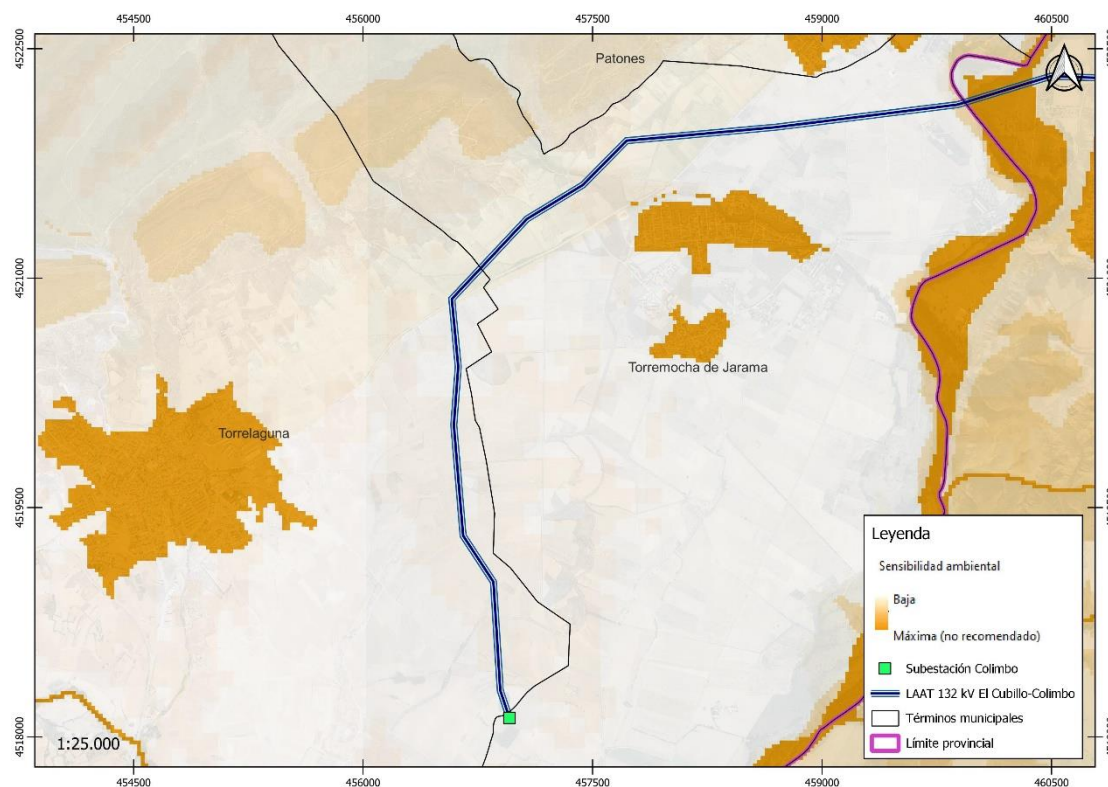 454500 456000 457500 459000 460500
4522500
4521000
4519500
4518000
Patones
Torremocha de Jarama
Torrelaguna
Leyenda
Sensibilidad ambiental
Baja
Máxima (no recomendado)
Subestación Colimbo
LAAT 132 kV El Cubillo-Colimbo
Términos municipales
Límite provincial
1:25.000
454500 456000 457500 459000 460500